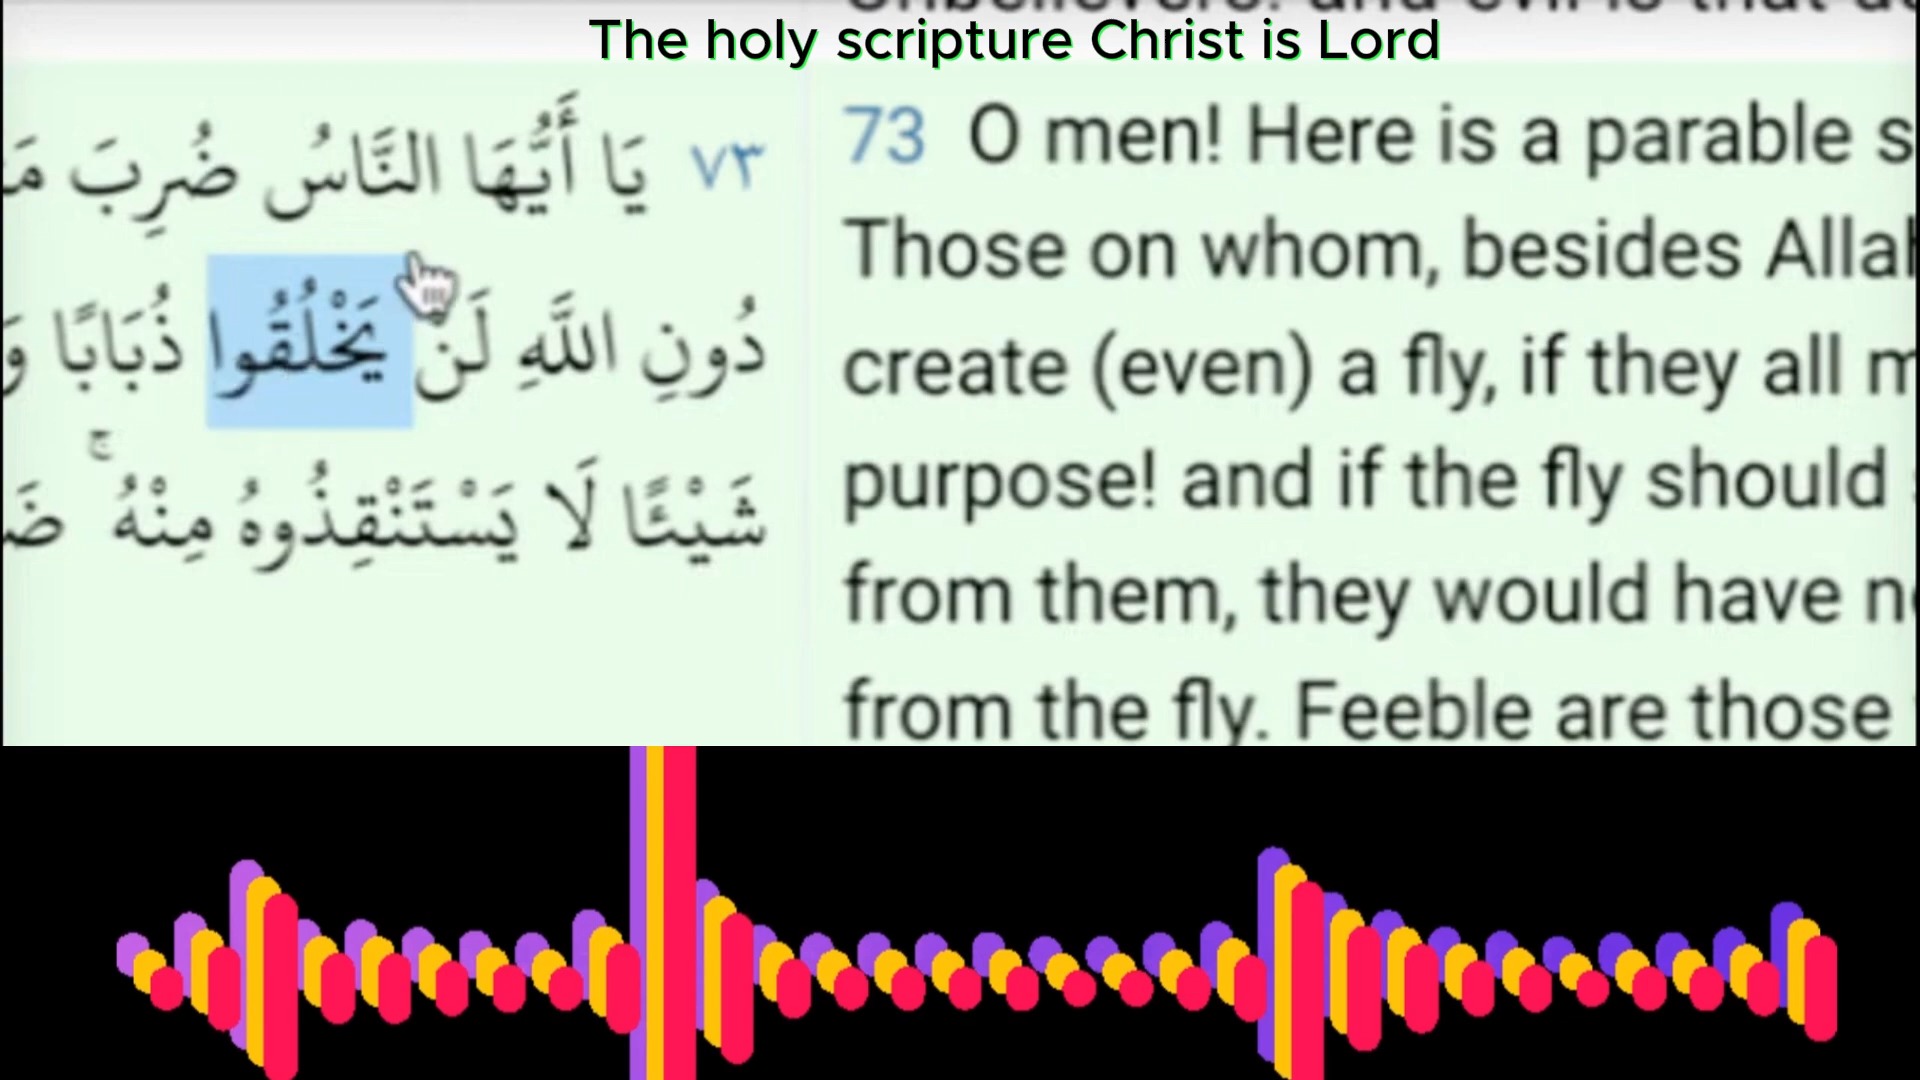 The holy scripture Christ is Lord
٧٣ يَا أَيُّهَا النَّاسُ ضُرِبَ
دُونِ اللَّهِ لَنْ يَخْلُقُوا ذُبَابًا
شَيْئًا لَا يَسْتَنْقِذُوهُ مِنْهُ ۚ
73 O men! Here is a parable
Those on whom, besides
create (even) a fly, if they all
purpose! and if the fly should
from them, they would have
from the fly. Feeble are those